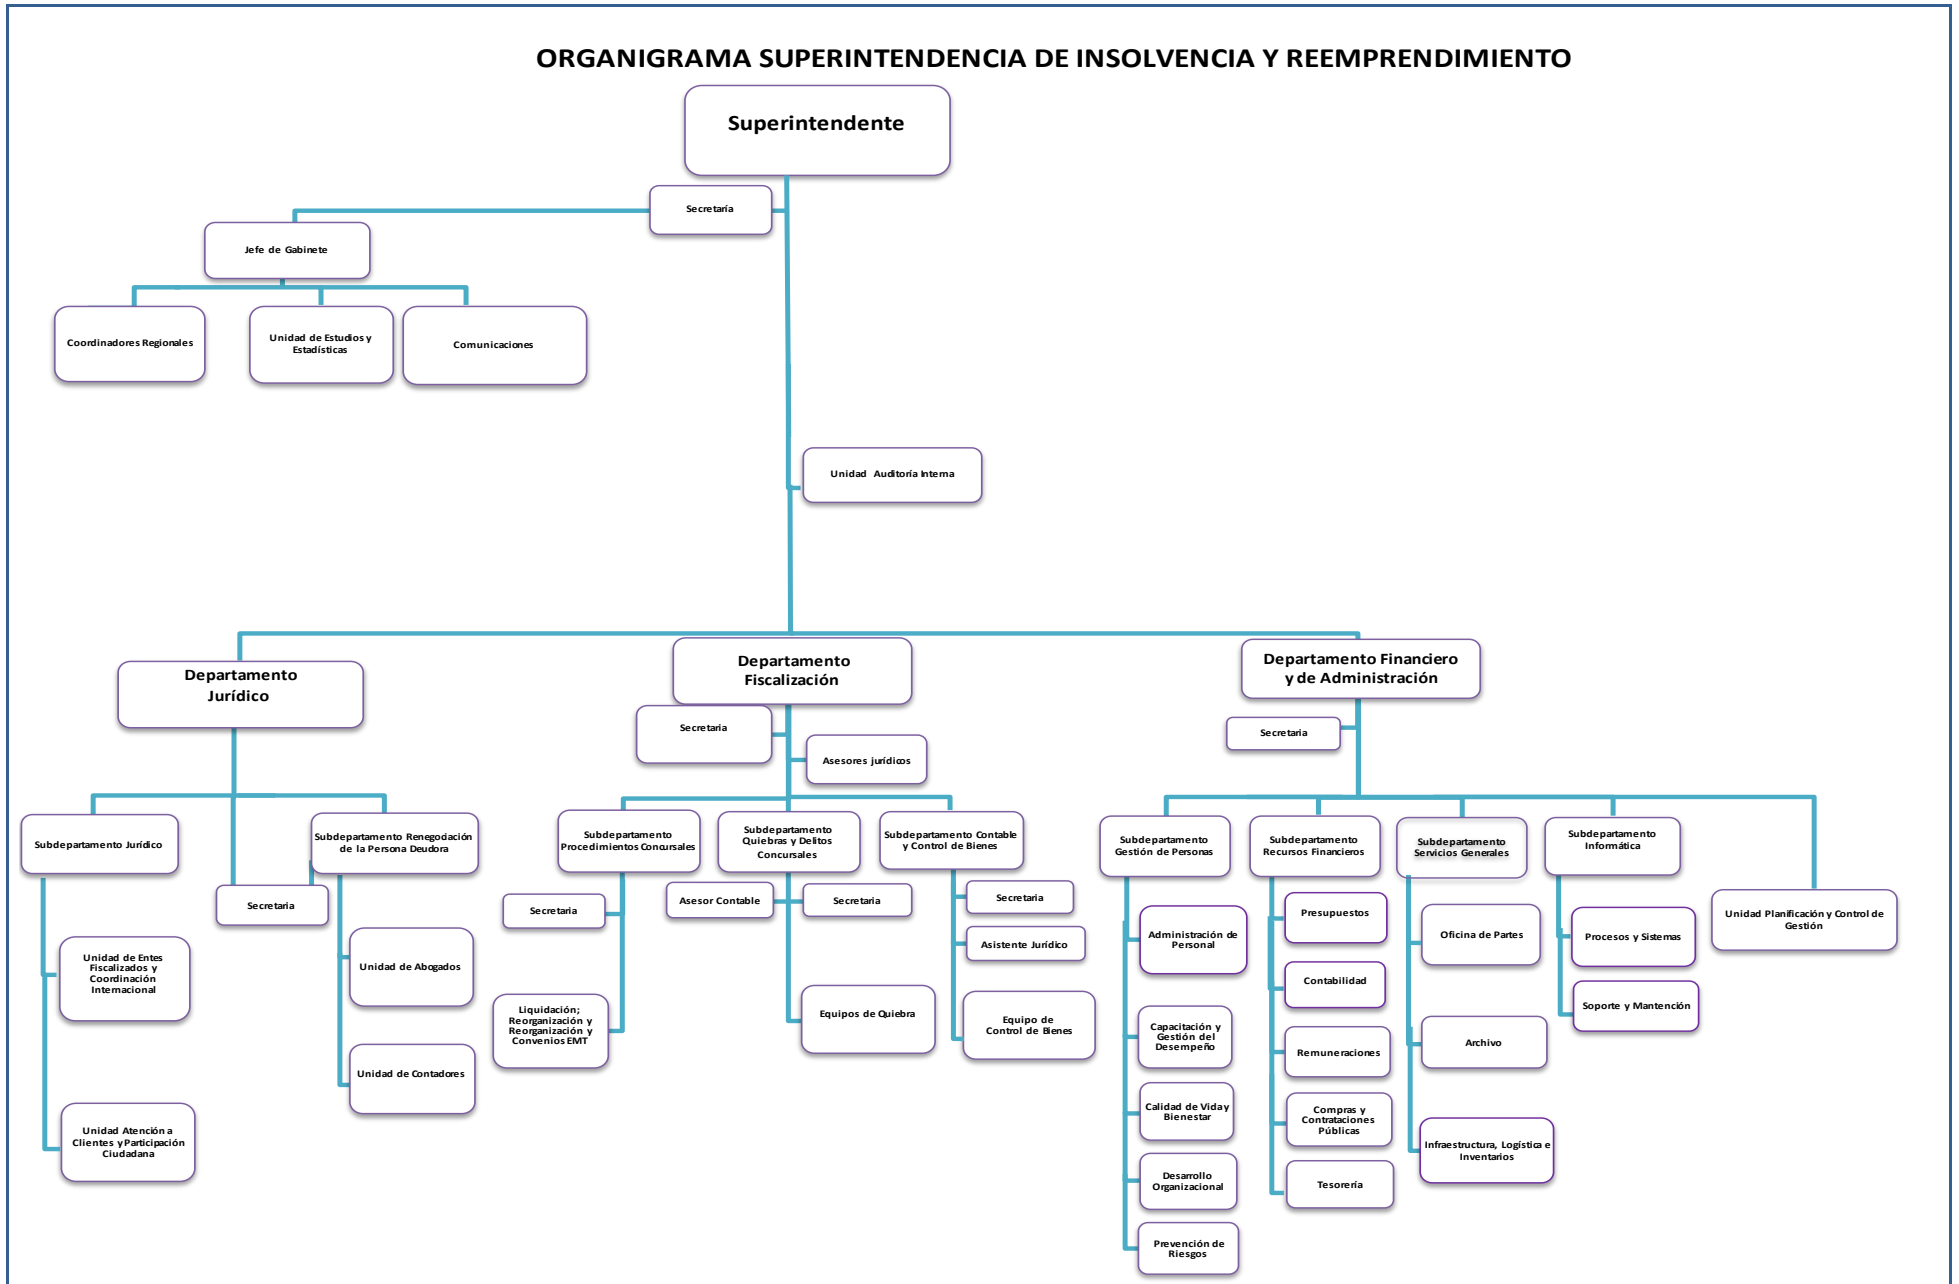 ORGANIGRAMA SUPERINTENDENCIA DE INSOLVENCIA Y REEMPRENDIMIENTO
Superintendente
Secretaría
Jefe de Gabinete
Coordinadores Regionales
Unidad de Estudios y
Estadísticas
Comunicaciones
Unidad Auditoría Interna
Departamento
Jurídico
Departamento
Fiscalización
Departamento Financiero
y de Administración
Secretaria
Asesores jurídicos
Secretaria
Subdepartamento Jurídico
Subdepartamento Renegociación
de la Persona Deudora
Secretaria
Unidad de Entes
Fiscalizados y
Coordinación
Internacional
Unidad Atención a
Clientes y Participación
Ciudadana
Unidad de Abogados
Unidad de Contadores
Subdepartamento
Procedimientos Concursales
Secretaria
Liquidación;
Reorganización y
Reorganización y
Convenios EMT
Subdepartamento
Quiebras y Delitos
Concursales
Asesor Contable
Secretaria
Equipos de Quiebra
Subdepartamento Contable
y Control de Bienes
Secretaria
Asistente Jurídico
Equipo de
Control de Bienes
Subdepartamento
Gestión de Personas
Administración de
Personal
Capacitación y
Gestión del
Desempeño
Calidad de Vida y
Bienestar
Desarrollo
Organizacional
Prevención de
Riesgos
Subdepartamento
Recursos Financieros
Presupuestos
Contabilidad
Remuneraciones
Compras y
Contrataciones
Públicas
Tesorería
Subdepartamento
Servicios Generales
Oficina de Partes
Archivo
Infraestructura, Logística e
Inventarios
Subdepartamento
Informática
Procesos y Sistemas
Soporte y Mantención
Unidad Planificación y Control de
Gestión